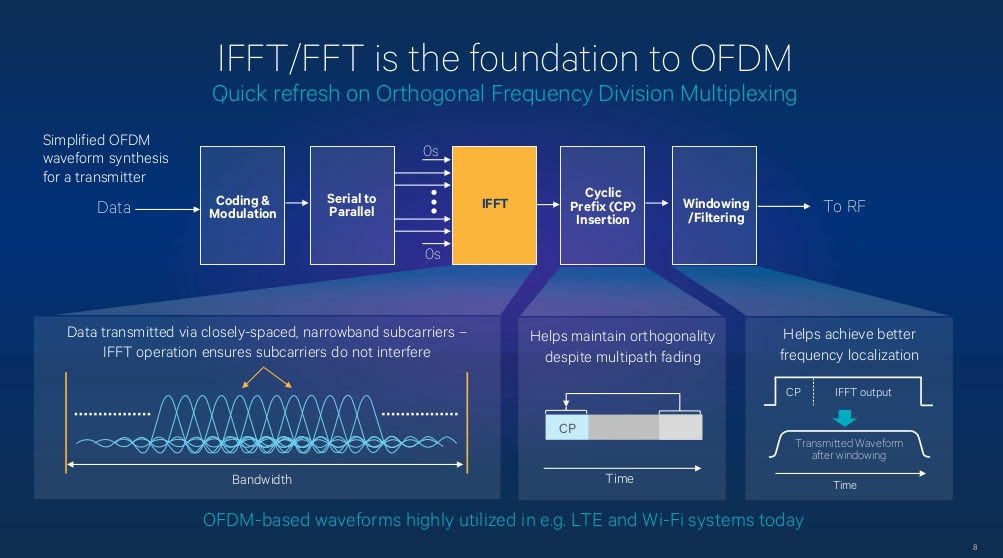 IFFT/FFT is the foundation to OFDM
Quick refresh on Orthogonal Frequency Division Multiplexing
Simplified OFDM
waveform synthesis
for a transmitter
Data
Coding &
Modulation
Serial to
Parallel
0s
0s
IFFT
Cyclic
Prefix (CP)
Insertion
Windowing
/Filtering
To RF
Data transmitted via closely-spaced, narrowband subcarriers –
IFFT operation ensures subcarriers do not interfere
Bandwidth
Helps maintain orthogonality
despite multipath fading
CP
Time
Helps achieve better
frequency localization
CP
IFFT output
Transmitted Waveform
after windowing
Time
OFDM-based waveforms highly utilized in e.g. LTE and Wi-Fi systems today
8